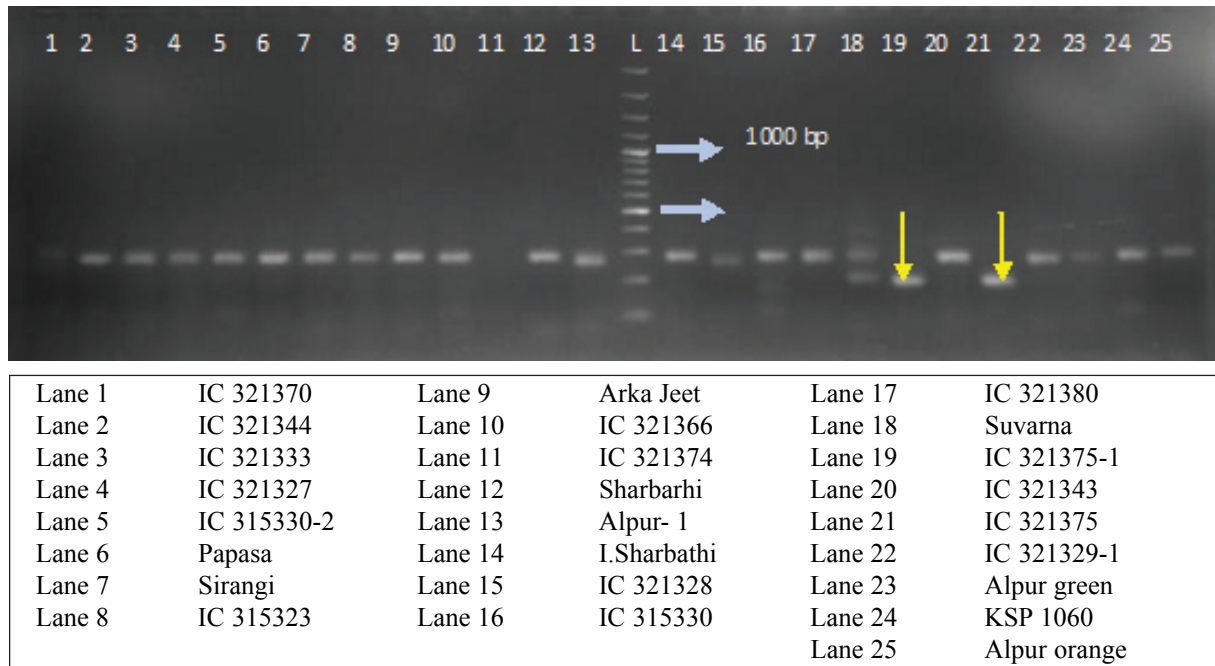 1 2 3 4 5 6 7 8 9 10 11 12 13 L 14 15 16 17 18 19 20 21 22 23 24 25
1000 bp
Lane 1 IC 321370 Lane 9 Arka Jeet Lane 17 IC 321380
Lane 2 IC 321344 Lane 10 IC 321366 Lane 18 Suvarna
Lane 3 IC 321333 Lane 11 IC 321374 Lane 19 IC 321375-1
Lane 4 IC 321327 Lane 12 Sharbarhi Lane 20 IC 321343
Lane 5 IC 315330-2 Lane 13 Alpur- 1 Lane 21 IC 321375
Lane 6 Papasa Lane 14 I.Sharbathi Lane 22 IC 321329-1
Lane 7 Sirangi Lane 15 IC 321328 Lane 23 Alpur green
Lane 8 IC 315323 Lane 16 IC 315330 Lane 24 KSP 1060
Lane 25 Alpur orange